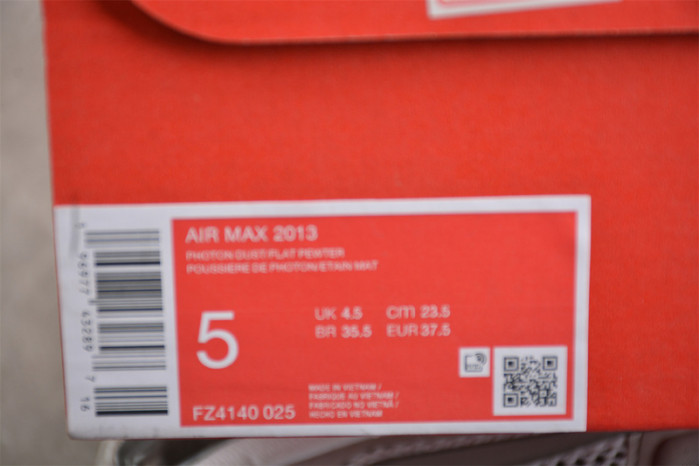 AIR MAX 2013
PHOTON DUST/FLAT PEWTER
POUSSIERE DE PHOTON/ETAIN MAT
5
UK 4.5 cm 23.5
BR 35.5 EUR 37.5
MADE IN VIETNAM /
FABRIQUE AU VIETNAM /
FABRICADO NO VIETNÃ /
HECHO EN VIETNAM
FZ4140 025